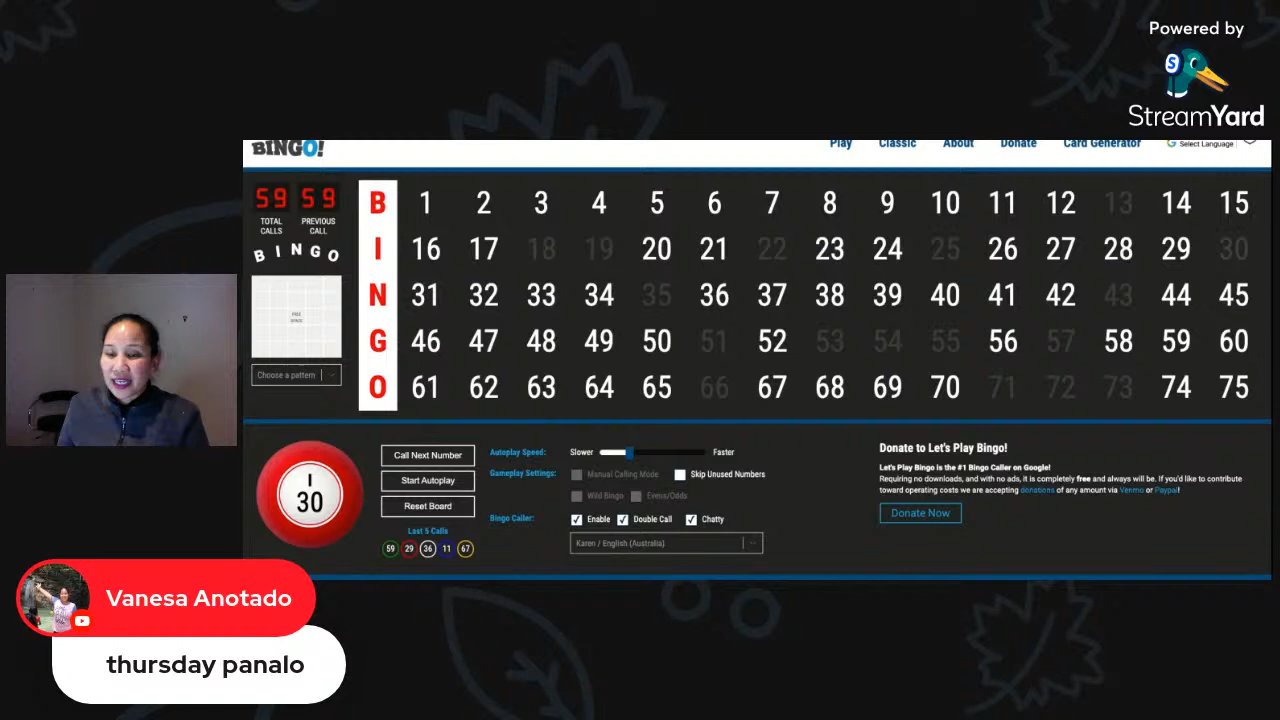 Powered by
StreamYard
BINGO!
Play Classic About Donate Card Generator Select Language
59 59
TOTAL CALLS PREVIOUS CALL
BINGO
B 1 2 3 4 5 6 7 8 9 10 11 12 13 14 15
I 16 17 18 19 20 21 22 23 24 25 26 27 28 29 30
N 31 32 33 34 35 36 37 38 39 40 41 42 43 44 45
G 46 47 48 49 50 51 52 53 54 55 56 57 58 59 60
O 61 62 63 64 65 66 67 68 69 70 71 72 73 74 75
Choose a pattern
I
30
Call Next Number
Start Autoplay
Reset Board
Last 5 Calls
59 29 36 11 67
Autoplay Speed: Slower Faster
Gameplay Settings: Manual Calling Mode Skip Unused Numbers
Wild Bingo Evens/Odds
Bingo Caller: Enable Double Call Chatty
Karen / English (Australia)
Donate to Let's Play Bingo!
Let's Play Bingo is the #1 Bingo Caller on Google!
Requiring no downloads, and with no ads, it is completely free and always will be. If you'd like to contribute
toward operating costs we are accepting donations of any amount via Venmo or Paypal!
Donate Now
Vanesa Anotado
thursday panalo